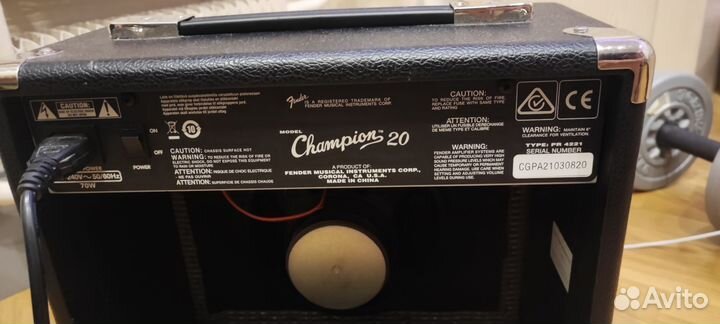 CAUTION:
POWER
~240V~ 50/60Hz
70W
ON
OFF
POWER
10
CAUTION: CHASSIS SURFACE HOT
WARNING: TO REDUCE THE RISK OF FIRE OR
ELECTRIC SHOCK, DO NOT EXPOSE THIS EQUIPMENT
TO RAIN OR MOISTURE
ATTENTION: RISQUE DE CHOC ELECTRIQUE
- NE PAS OUVRIR
ATTENTION: SURFACE DE CHASSIS CHAUDE
Fender
IS A REGISTERED TRADEMARK OF
FENDER MUSICAL INSTRUMENTS CORP.
MODEL
Champion 20
A PRODUCT OF:
FENDER MUSICAL INSTRUMENTS CORP.
CORONA, CA U.S.A.
MADE IN CHINA
CAUTION:
TO REDUCE THE RISK OF FIRE,
REPLACE FUSE WITH SAME TYPE
AND RATING
ATTENTION:
UTILISER UN FUSIBLE DE RECHANGE
DE MEME TYPE ET CALIBRE
WARNING:
FENDER AMPLIFIER SYSTEMS ARE
CAPABLE OF PRODUCING VERY HIGH
SOUND PRESSURE LEVELS WHICH MAY
CAUSE TEMPORARY OR PERMANENT
HEARING DAMAGE. USE CARE WHEN
SETTING AND ADJUSTING VOLUME
LEVELS DURING USE
CE
WARNING: MAINTAIN 6"
CLEARANCE FOR VENTILATION
TYPE: PR 4221
SERIAL NUMBER
CGPA21030820
Avito